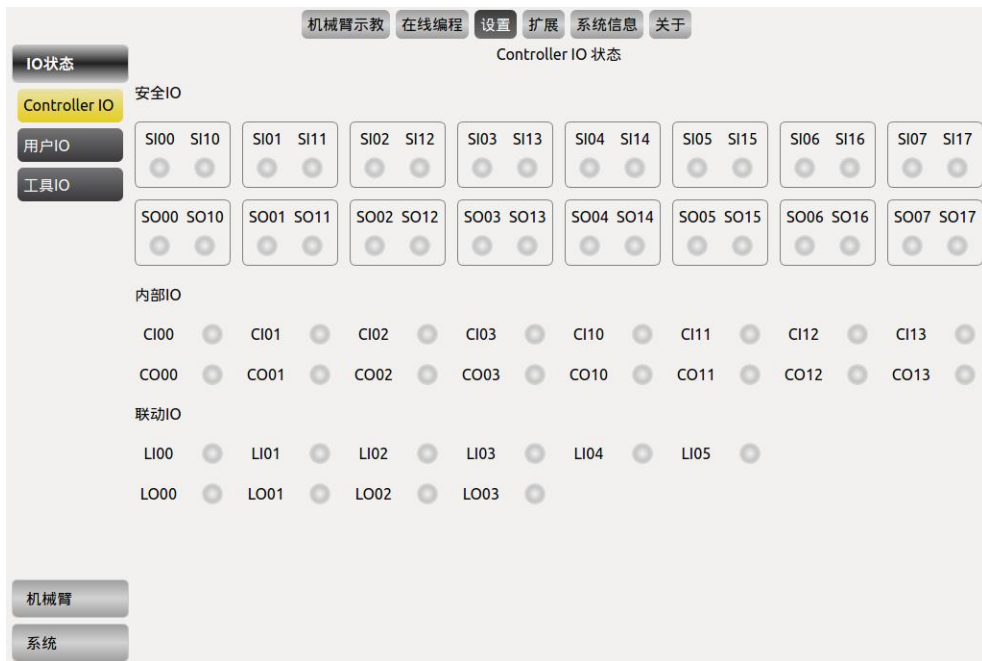 机械臂示教 在线编程 设置 扩展 系统信息 关于
IO状态
Controller IO
用户IO
工具IO
机械臂
系统
Controller IO 状态
安全IO
SI00 SI10 SI01 SI11 SI02 SI12 SI03 SI13 SI04 SI14 SI05 SI15 SI06 SI16 SI07 SI17
SO00 SO10 SO01 SO11 SO02 SO12 SO03 SO13 SO04 SO14 SO05 SO15 SO06 SO16 SO07 SO17
内部IO
CI00 CI01 CI02 CI03 CI10 CI11 CI12 CI13
CO00 CO01 CO02 CO03 CO10 CO11 CO12 CO13
联动IO
LI00 LI01 LI02 LI03 LI04 LI05
LO00 LO01 LO02 LO03